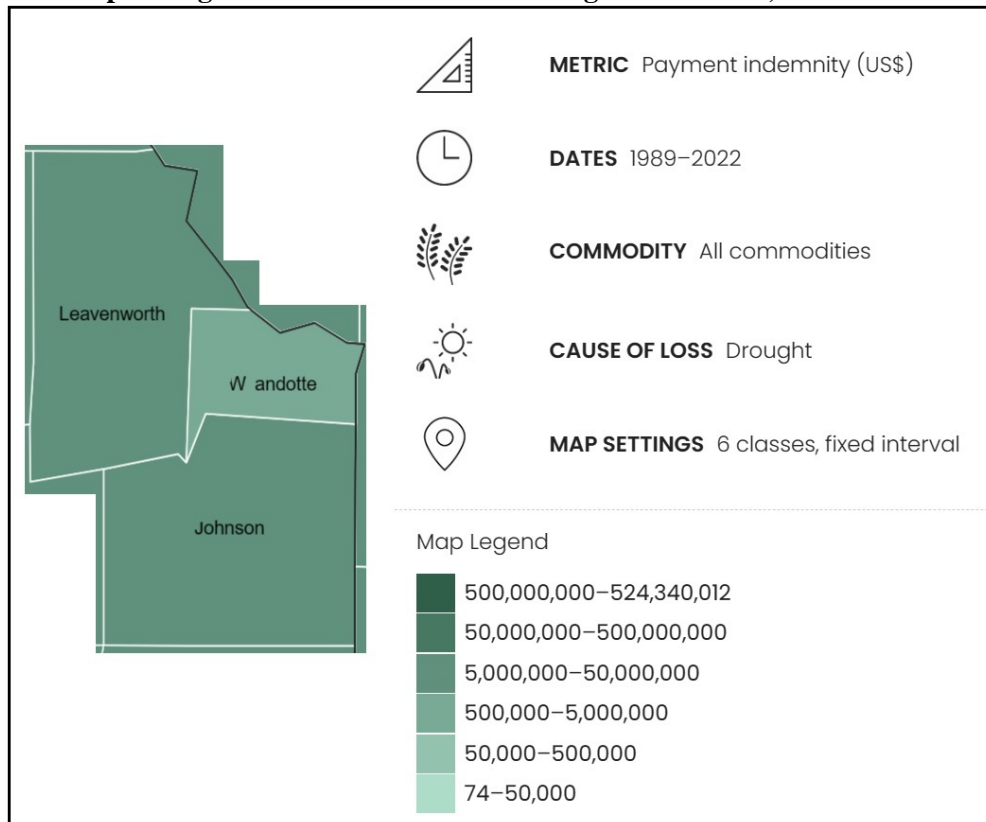 METRIC Payment indemnity (US$)
DATES 1989–2022
COMMODITY All commodities
CAUSE OF LOSS Drought
MAP SETTINGS 6 classes, fixed interval
Leavenworth
W andotte
Johnson
Map Legend
500,000,000–524,340,012
50,000,000–500,000,000
5,000,000–50,000,000
500,000–5,000,000
50,000–500,000
74–50,000